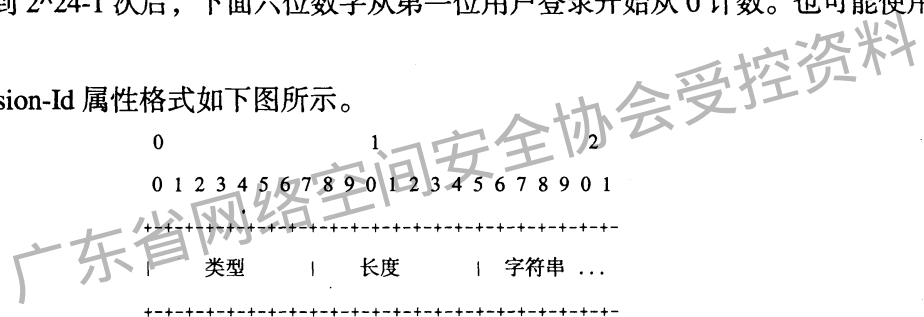 到 2^24-1 次后，下面六位数字从第一位用户登录开始从 0 计数。也可能使用
sion-Id 属性格式如下图所示。
0 1 2
0 1 2 3 4 5 6 7 8 9 0 1 2 3 4 5 6 7 8 9 0 1
+-+-+-+-+-+-+-+-+-+-+-+-+-+-+-+-+-+-+-+-+-+-+-
| 类型 | 长度 | 字符串 ...
+-+-+-+-+-+-+-+-+-+-+-+-+-+-+-+-+-+-+-+-+-+-+-
广东省网络空间安全协会受控资料